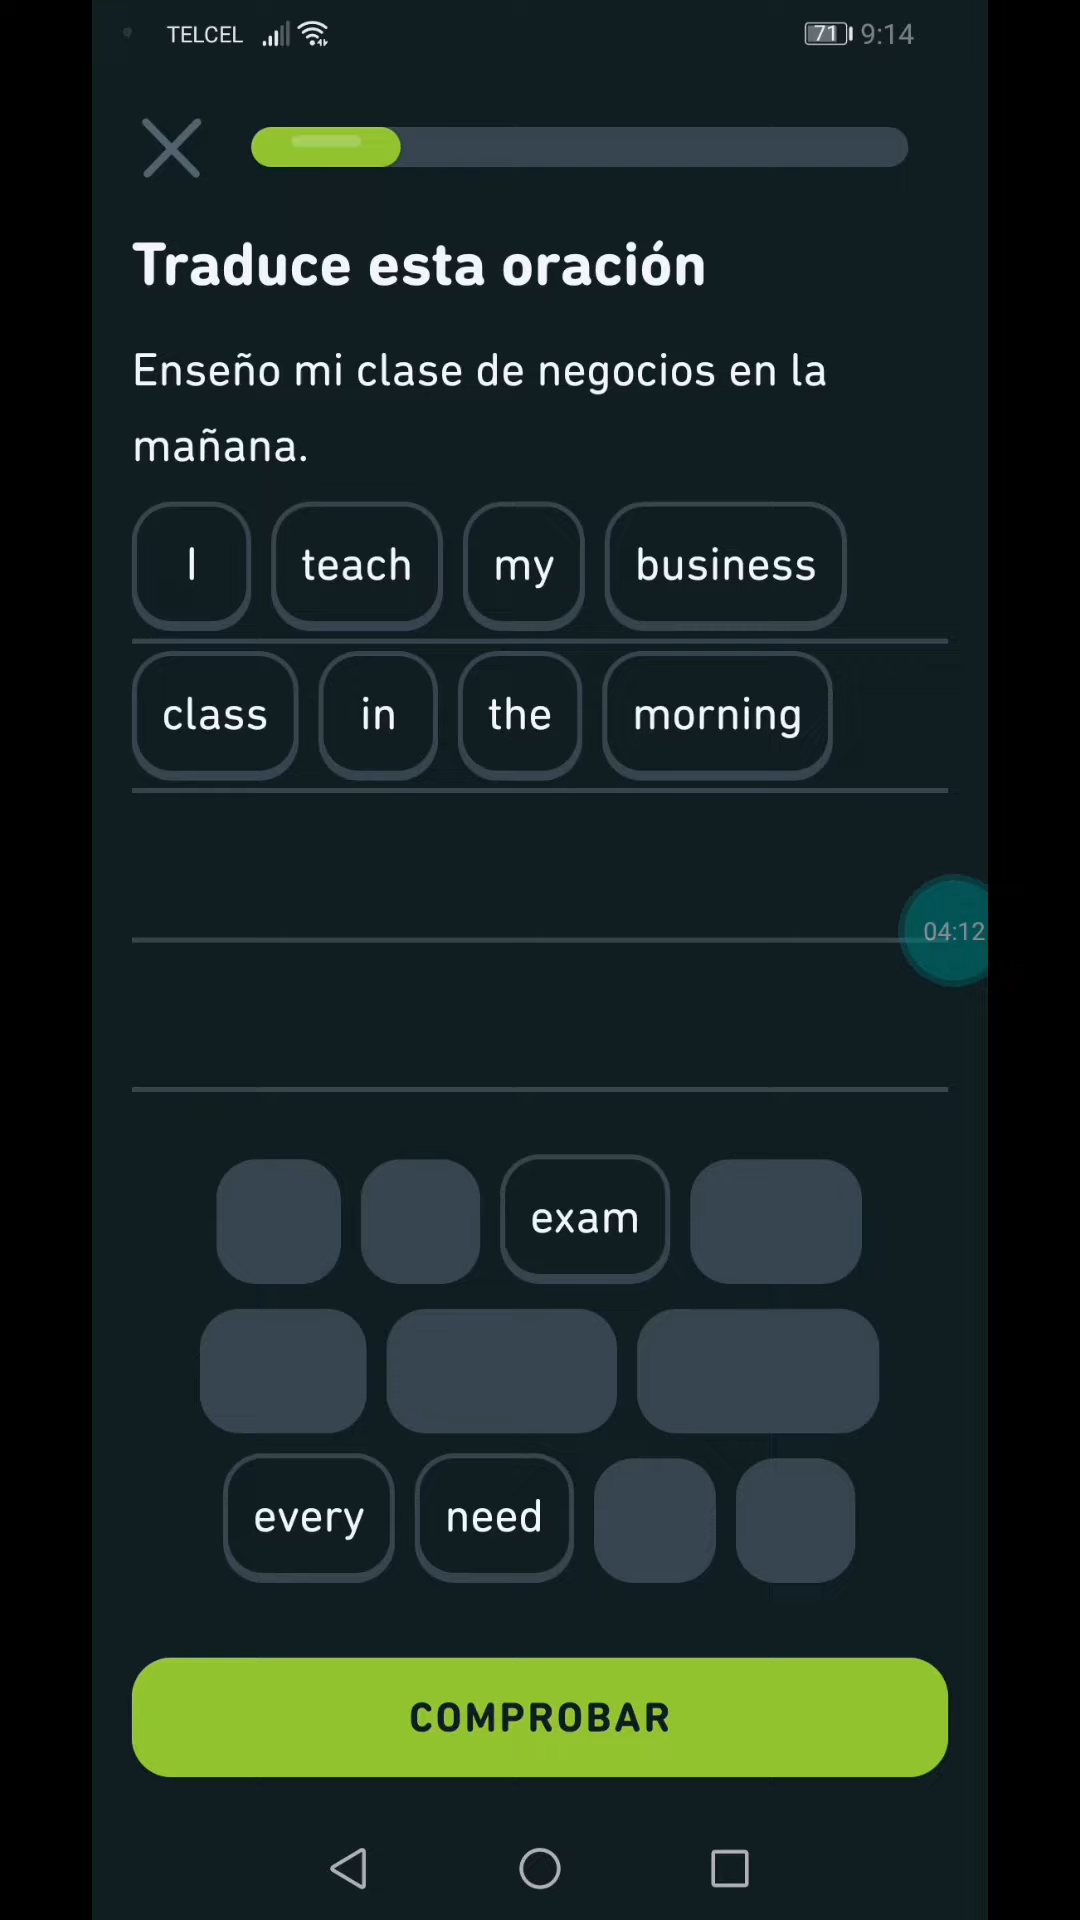 TELCEL 71 9:14
Traduce esta oración
Enseño mi clase de negocios en la
mañana.
I teach my business
class in the morning
04:12
exam
every need
COMPROBAR